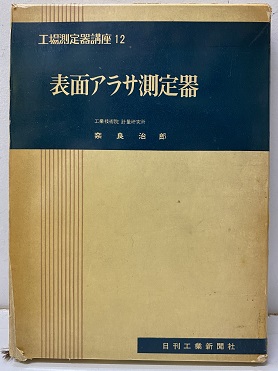 工場測定器講座 12
表面アラサ測定器
工業技術院 計量研究所
奈良治郎
日刊工業新聞社